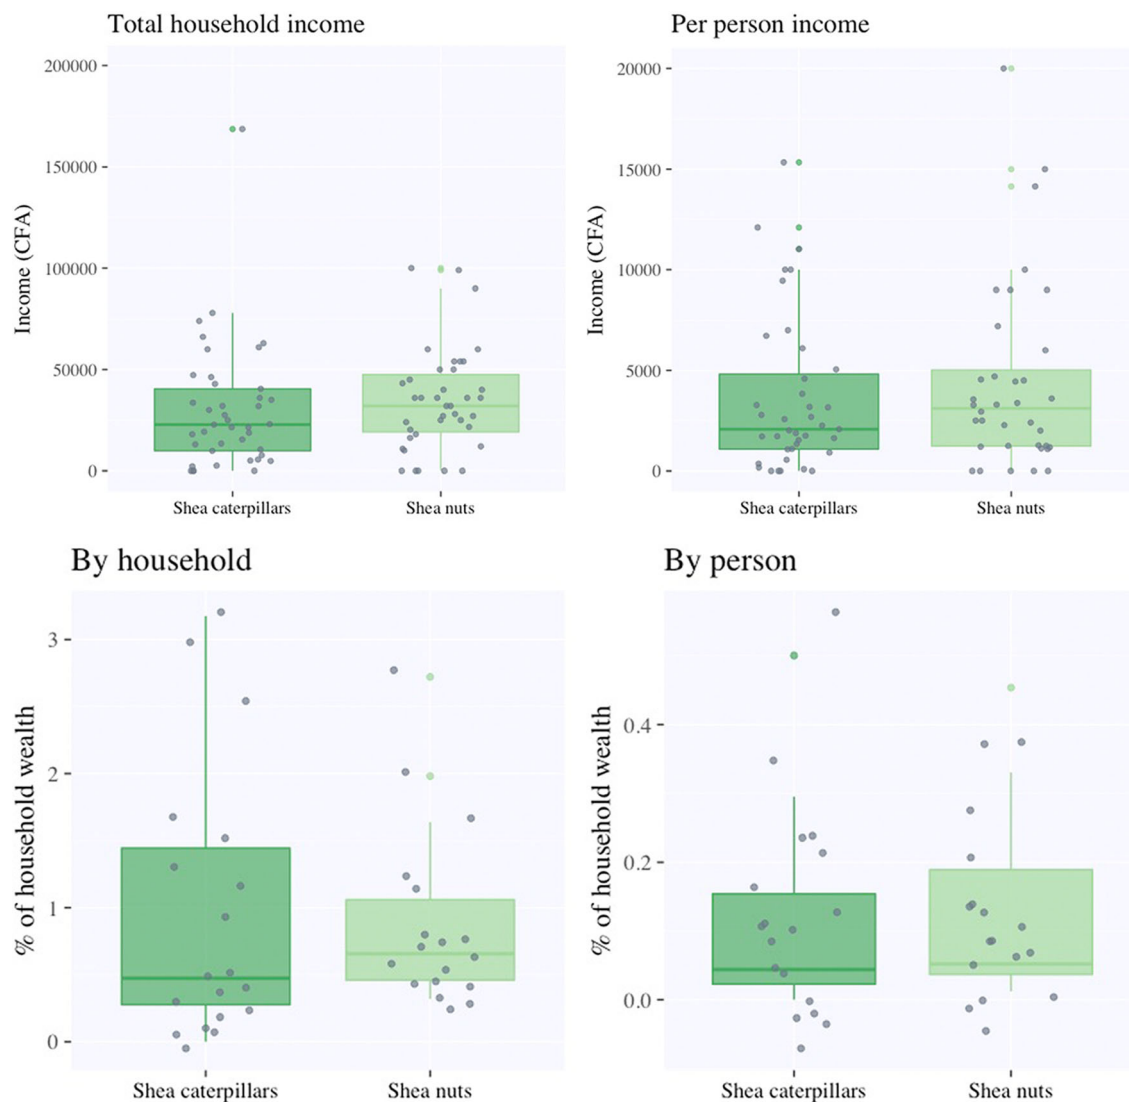 Total household income
Income (CFA)
200000
150000
100000
50000
0
Shea caterpillars
Shea nuts
Per person income
Income (CFA)
20000
15000
10000
5000
0
Shea caterpillars
Shea nuts
By household
% of household wealth
3
2
1
0
Shea caterpillars
Shea nuts
By person
% of household wealth
0.4
0.2
0.0
Shea caterpillars
Shea nuts